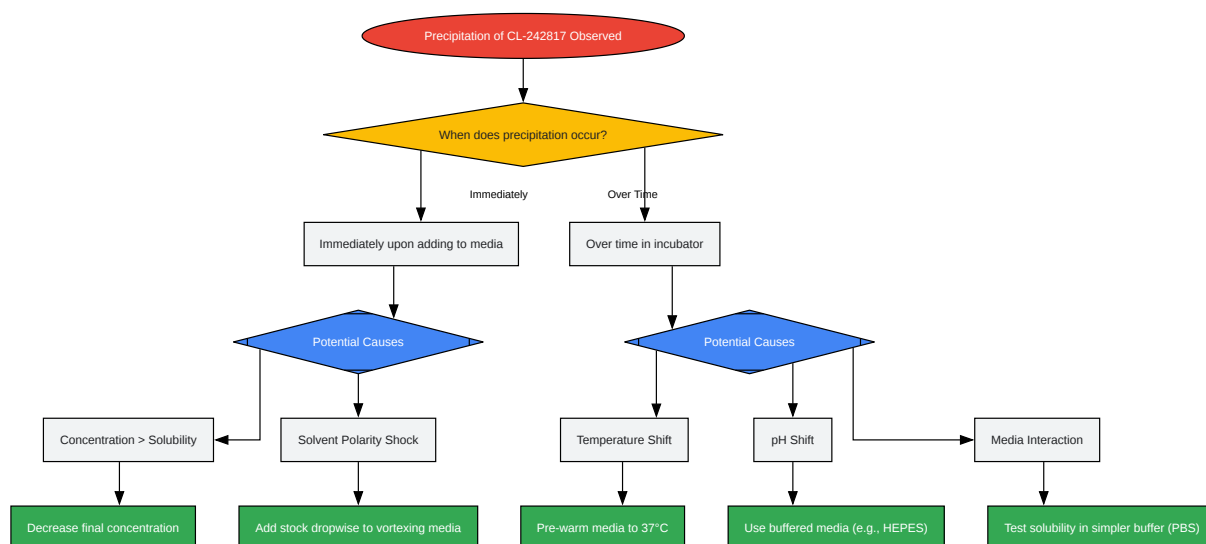 Precipitation of CL-242817 Observed
When does precipitation occur?
Immediately
Over Time
Immediately upon adding to media
Over time in incubator
Potential Causes
Potential Causes
Concentration > Solubility
Solvent Polarity Shock
Temperature Shift
pH Shift
Media Interaction
Decrease final concentration
Add stock dropwise to vortexing media
Pre-warm media to 37°C
Use buffered media (e.g., HEPES)
Test solubility in simpler buffer (PBS)